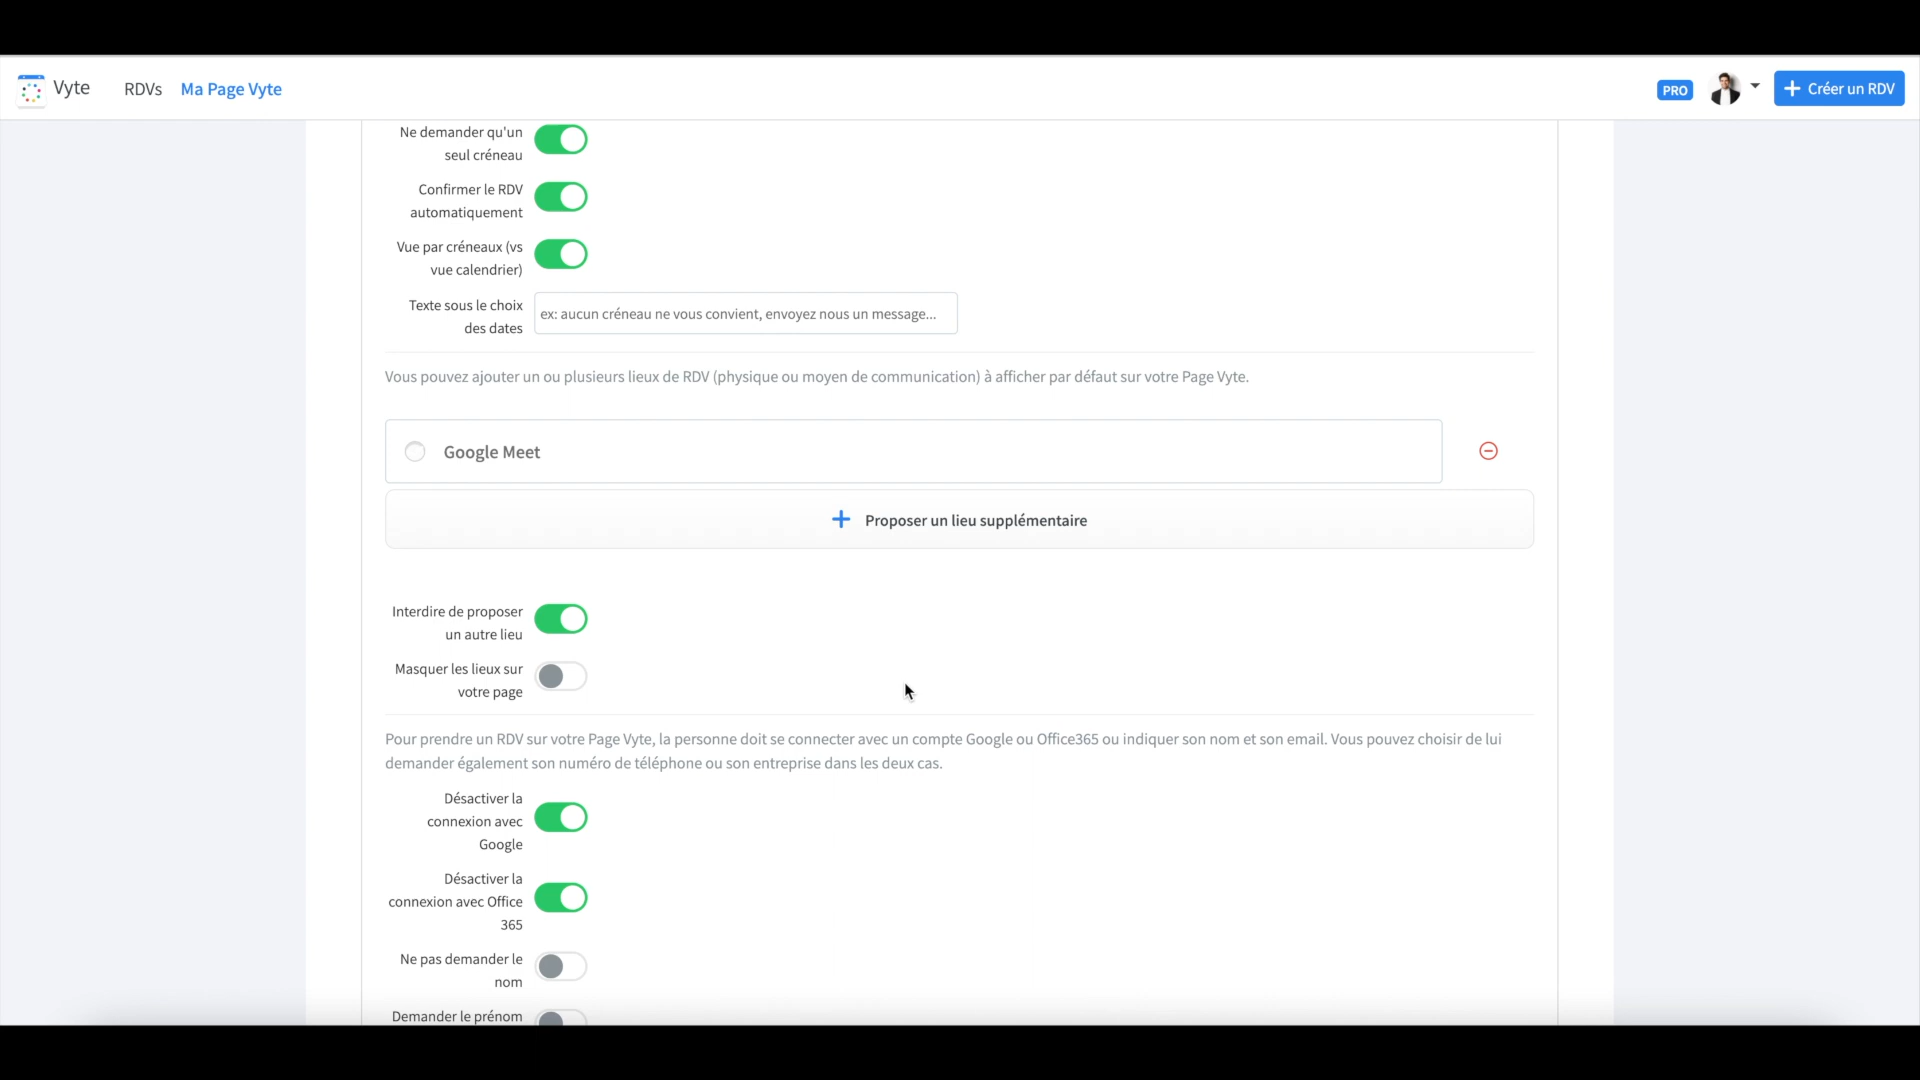 Vyte
RDVs
Ma Page Vyte
PRO
Créer un RDV
Ne demander qu'un
seul créneau
Confirmer le RDV
automatiquement
Vue par créneaux (vs
vue calendrier)
Texte sous le choix
des dates
ex: aucun créneau ne vous convient, envoyez nous un message...
Vous pouvez ajouter un ou plusieurs lieux de RDV (physique ou moyen de communication) à afficher par défaut sur votre Page Vyte.
Google Meet
Proposer un lieu supplémentaire
Interdire de proposer
un autre lieu
Masquer les lieux sur
votre page
Pour prendre un RDV sur votre Page Vyte, la personne doit se connecter avec un compte Google ou Office365 ou indiquer son nom et son email. Vous pouvez choisir de lui
demander également son numéro de téléphone ou son entreprise dans les deux cas.
Désactiver la
connexion avec
Google
Désactiver la
connexion avec Office
365
Ne pas demander le
nom
Demander le prénom